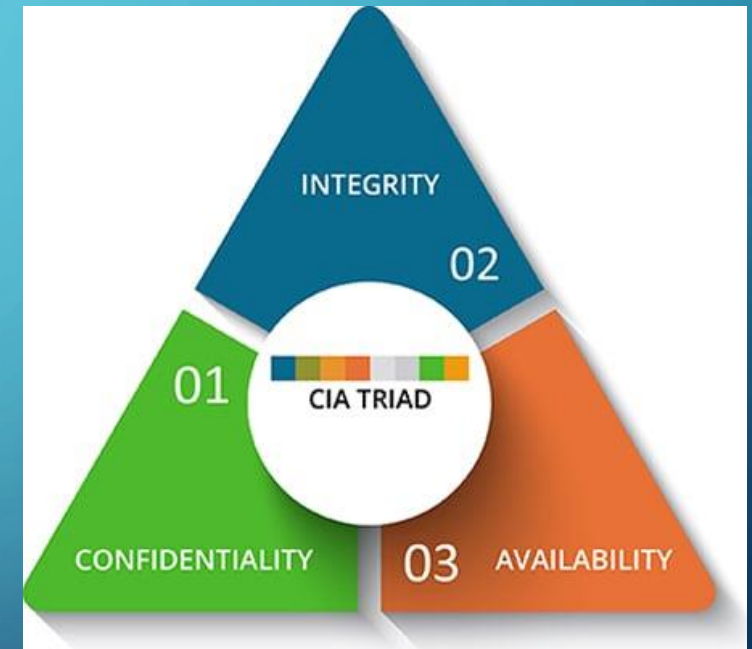 INTEGRITY
02
01
CIA TRIAD
CONFIDENTIALITY
03 AVAILABILITY